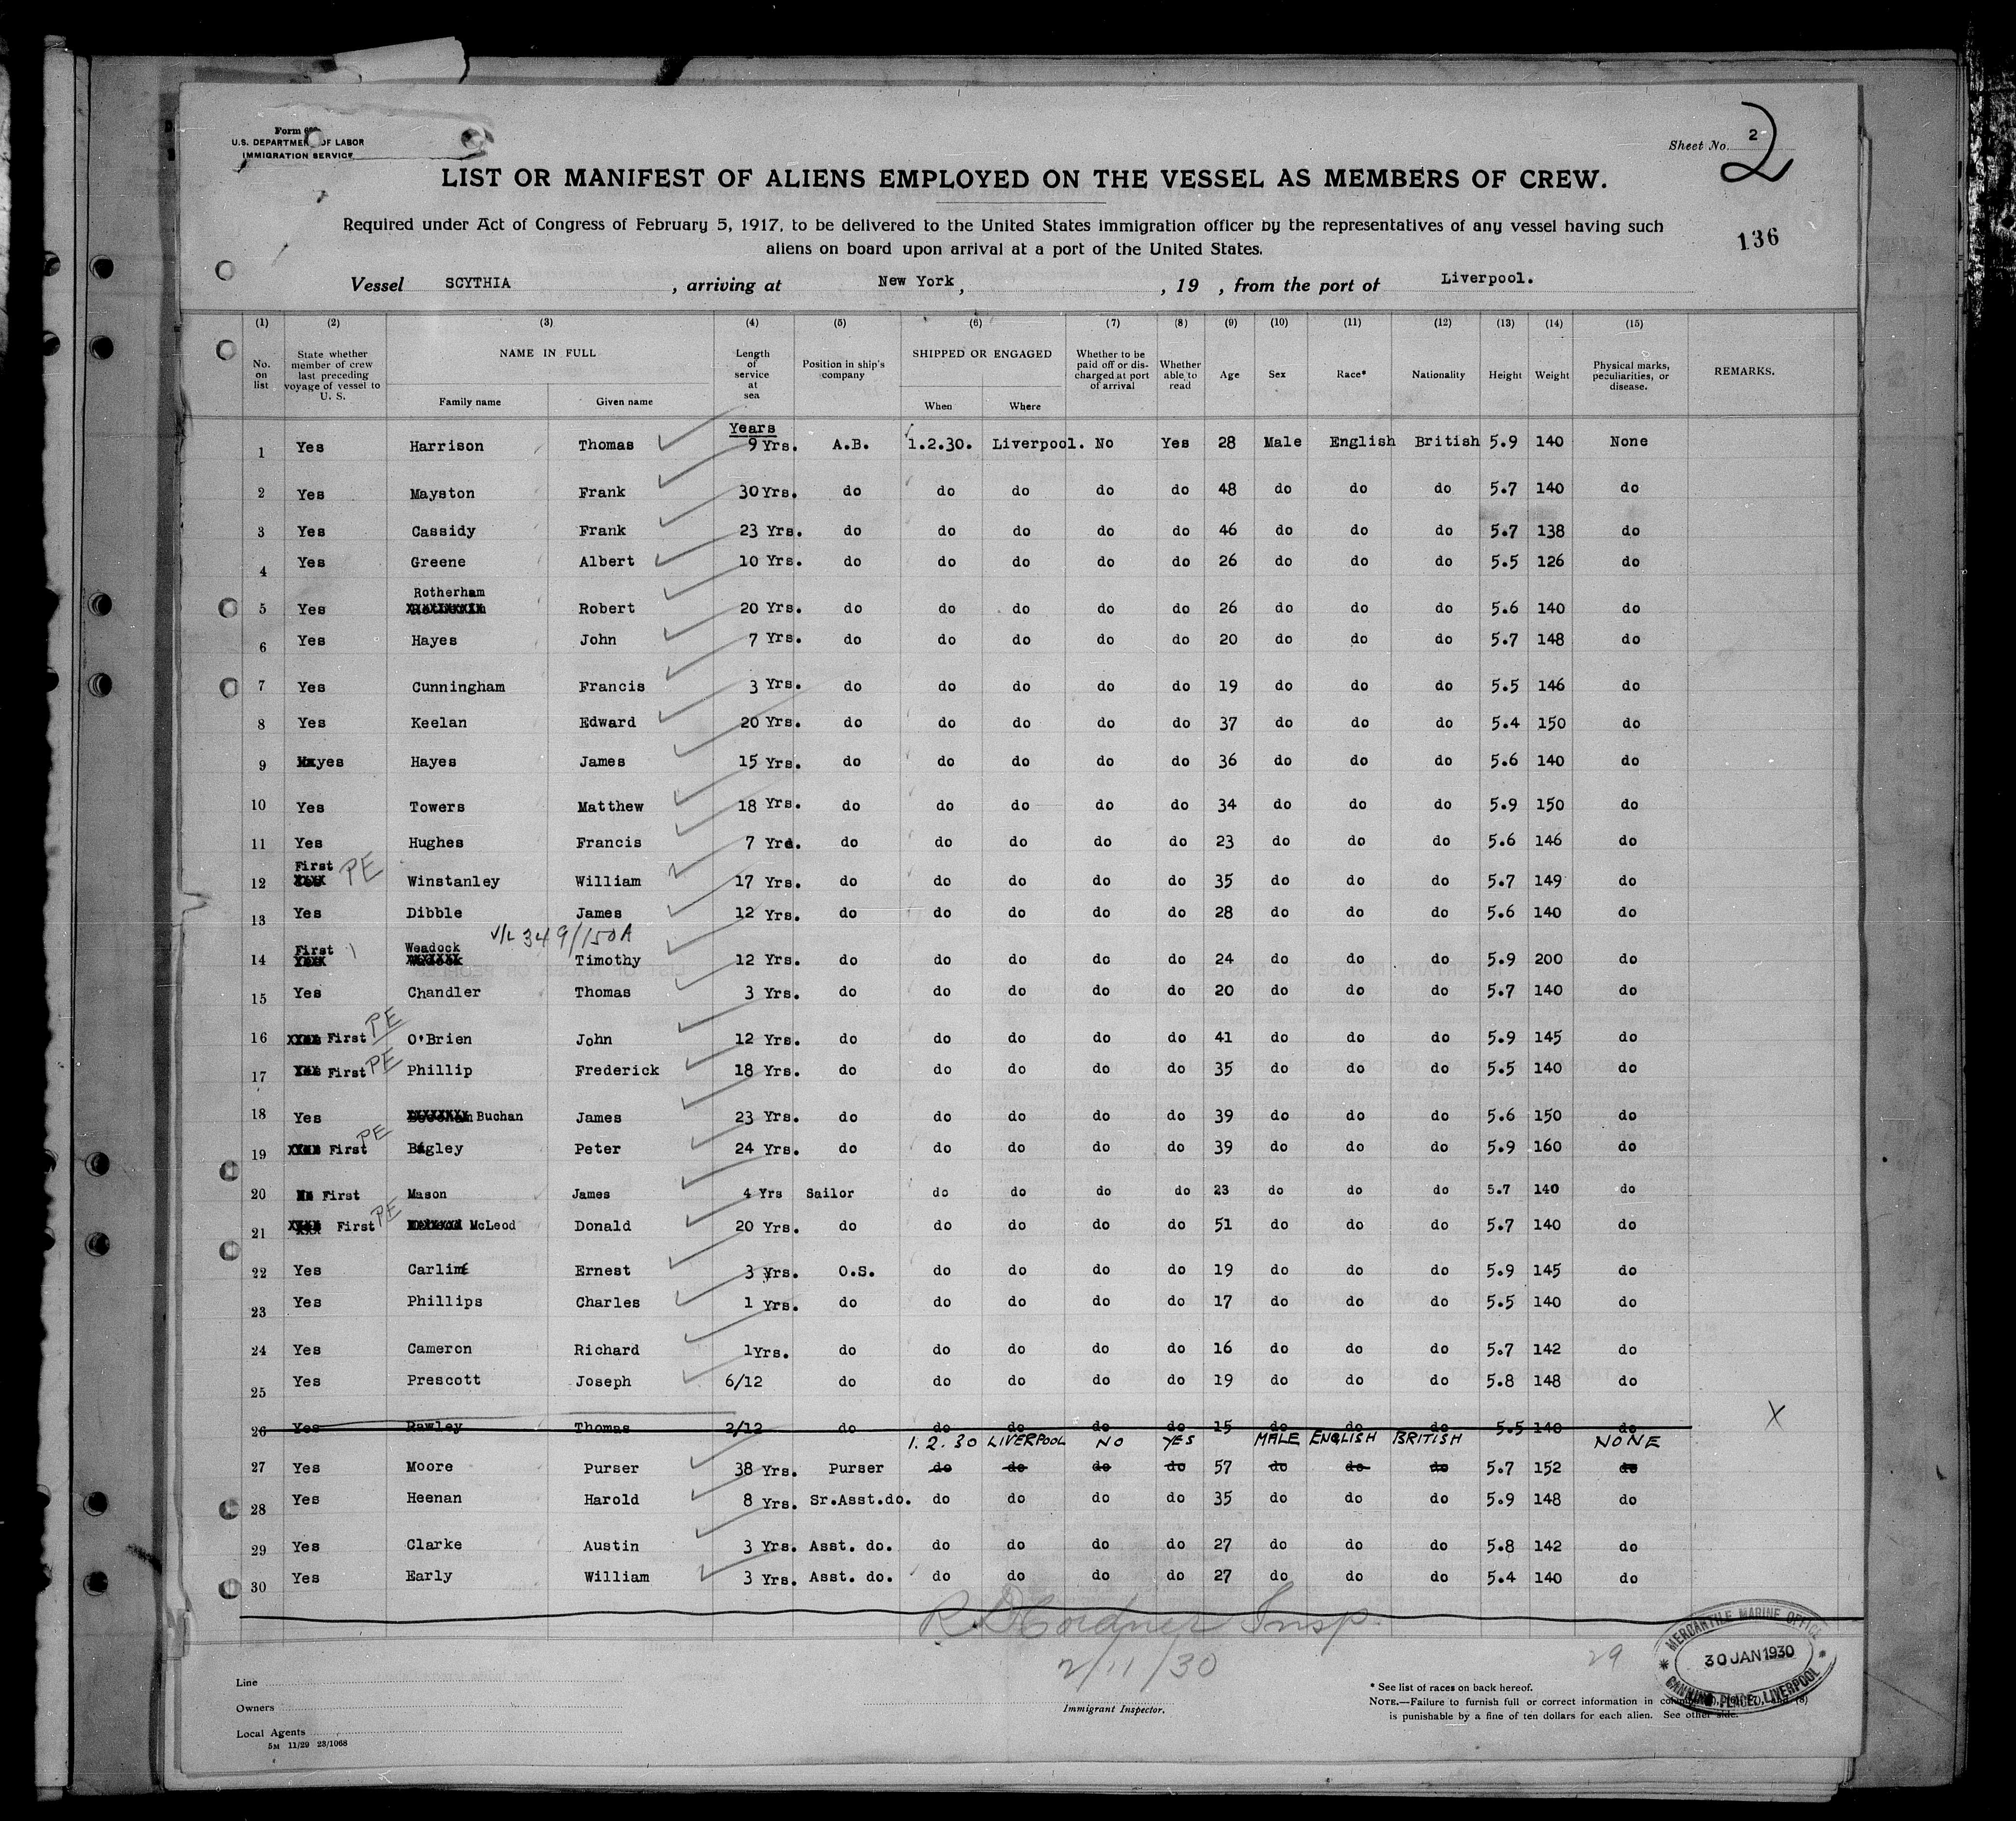 Form
U.S. DEPARTMENT OF LABOR
IMMIGRATION SERVICE
Sheet No. 2
2
LIST OR MANIFEST OF ALIENS EMPLOYED ON THE VESSEL AS MEMBERS OF CREW.
Required under Act of Congress of February 5, 1917, to be delivered to the United States immigration officer by the representatives of any vessel having such
aliens on board upon arrival at a port of the United States.
136
Vessel SCYTHIA, arriving at New York, , 19 , from the port of Liverpool.
(1) (2) (3) (4) (5) (6) (7) (8) (9) (10) (11) (12) (13) (14) (15)
No. on list State whether member of crew last preceding voyage of vessel to U. S. NAME IN FULL Family name Given name Length of service at sea Position in ship's company SHIPPED OR ENGAGED When Where Whether to be paid off or discharged at port of arrival Whether able to read Age Sex Race* Nationality Height Weight Physical marks, peculiarities, or disease. REMARKS.
Years
1 Yes Harrison Thomas 9 Yrs. A.B. 1.2.30. Liverpool. No Yes 28 Male English British 5.9 140 None
2 Yes Mayston Frank 30 Yrs. do do do do do 48 do do do 5.7 140 do
3 Yes Cassidy Frank 23 Yrs. do do do do do 46 do do do 5.7 138 do
4 Yes Greene Albert 10 Yrs. do do do do do 26 do do do 5.5 126 do
Rotherham
5 Yes Robert 20 Yrs. do do do do do 26 do do do 5.6 140 do
6 Yes Hayes John 7 Yrs. do do do do do 20 do do do 5.7 148 do
7 Yes Cunningham Francis 3 Yrs. do do do do do 19 do do do 5.5 146 do
8 Yes Keelan Edward 20 Yrs. do do do do do 37 do do do 5.4 150 do
9 yes Hayes James 15 Yrs. do do do do do 36 do do do 5.6 140 do
10 Yes Towers Matthew 18 Yrs. do do do do do 34 do do do 5.9 150 do
11 Yes Hughes Francis 7 Yrs. do do do do do 23 do do do 5.6 146 do
First PE
12 Winstanley William 17 Yrs. do do do do do 35 do do do 5.7 149 do
13 Yes Dibble James 12 Yrs. do do do do do 28 do do do 5.6 140 do
V/L 349/150A
First Weadock
14 Timothy 12 Yrs. do do do do do 24 do do do 5.9 200 do
15 Yes Chandler Thomas 3 Yrs. do do do do do 20 do do do 5.7 140 do
16 First PE O'Brien John 12 Yrs. do do do do do 41 do do do 5.9 145 do
17 First PE Phillip Frederick 18 Yrs. do do do do do 35 do do do 5.5 140 do
18 Yes Buchan James 23 Yrs. do do do do do 39 do do do 5.6 150 do
19 First PE Bagley Peter 24 Yrs. do do do do do 39 do do do 5.9 160 do
20 First Mason James 4 Yrs Sailor do do do do 23 do do do 5.7 140 do
21 First PE McLeod Donald 20 Yrs. do do do do do 51 do do do 5.7 140 do
22 Yes Ernest 3 Yrs. O.S. do do do do 19 do do do 5.9 145 do
23 Yes Phillips Charles 1 Yrs. do do do do do 17 do do do 5.5 140 do
24 Yes Cameron Richard 1Yrs. do do do do do 16 do do do 5.7 142 do
25 Yes Prescott Joseph 6/12 do do do do do 19 do do do 5.8 148 do
26 Yes Rawley Thomas 2/12 do do do do do 15 do do do 5.5 140 do X
1.2.30 LIVERPOOL NO YES MALE ENGLISH BRITISH NONE
27 Yes Moore Purser 38 Yrs. Purser do do do do 57 do do do 5.7 152 do
28 Yes Heenan Harold 8 Yrs. Sr.Asst.do. do do do do 35 do do do 5.9 148 do
29 Yes Clarke Austin 3 Yrs. Asst. do. do do do do 27 do do do 5.8 142 do
30 Yes Early William 3 Yrs. Asst. do. do do do do 27 do do do 5.4 140 do
Insp.
2/11/30
29
MERCANTILE MARINE OFFICE
30 JAN 1930
CANNING PLACE, LIVERPOOL
Line
Owners
Local Agents
5M 11/29 23/1068
Immigrant Inspector.
* See list of races on back hereof.
NOTE.—Failure to furnish full or correct information in columns (8)
is punishable by a fine of ten dollars for each alien. See other side.